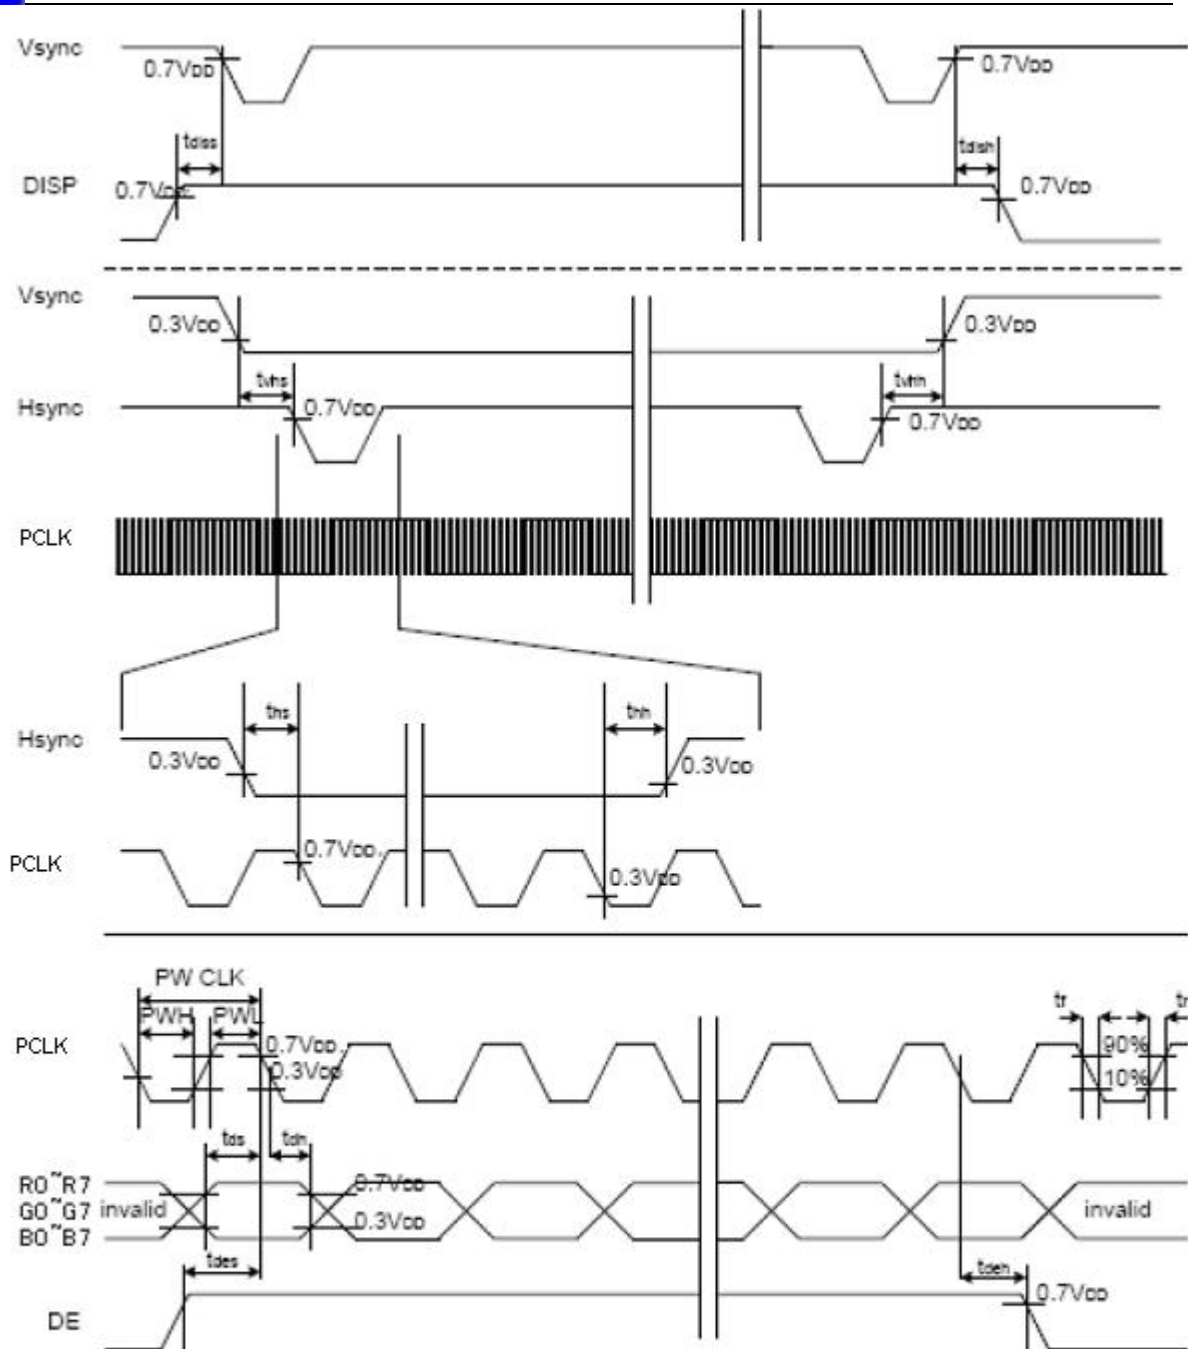 Vsync
0.7VDD
0.7VDD
tdiss
tdish
DISP
0.7VDD
0.7VDD
Vsync
0.3VDD
0.3VDD
tvhs
tvhh
Hsync
0.7VDD
0.7VDD
PCLK
ths
thh
Hsync
0.3VDD
0.3VDD
PCLK
0.7VDD
0.3VDD
PW CLK
PWH
PWL
tf
PCLK
0.7VDD
90%
0.3VDD
10%
tds
tdh
R0~R7
0.7VDD
G0~G7
invalid
invalid
B0~B7
0.3VDD
tdes
tdeh
0.7VDD
DE